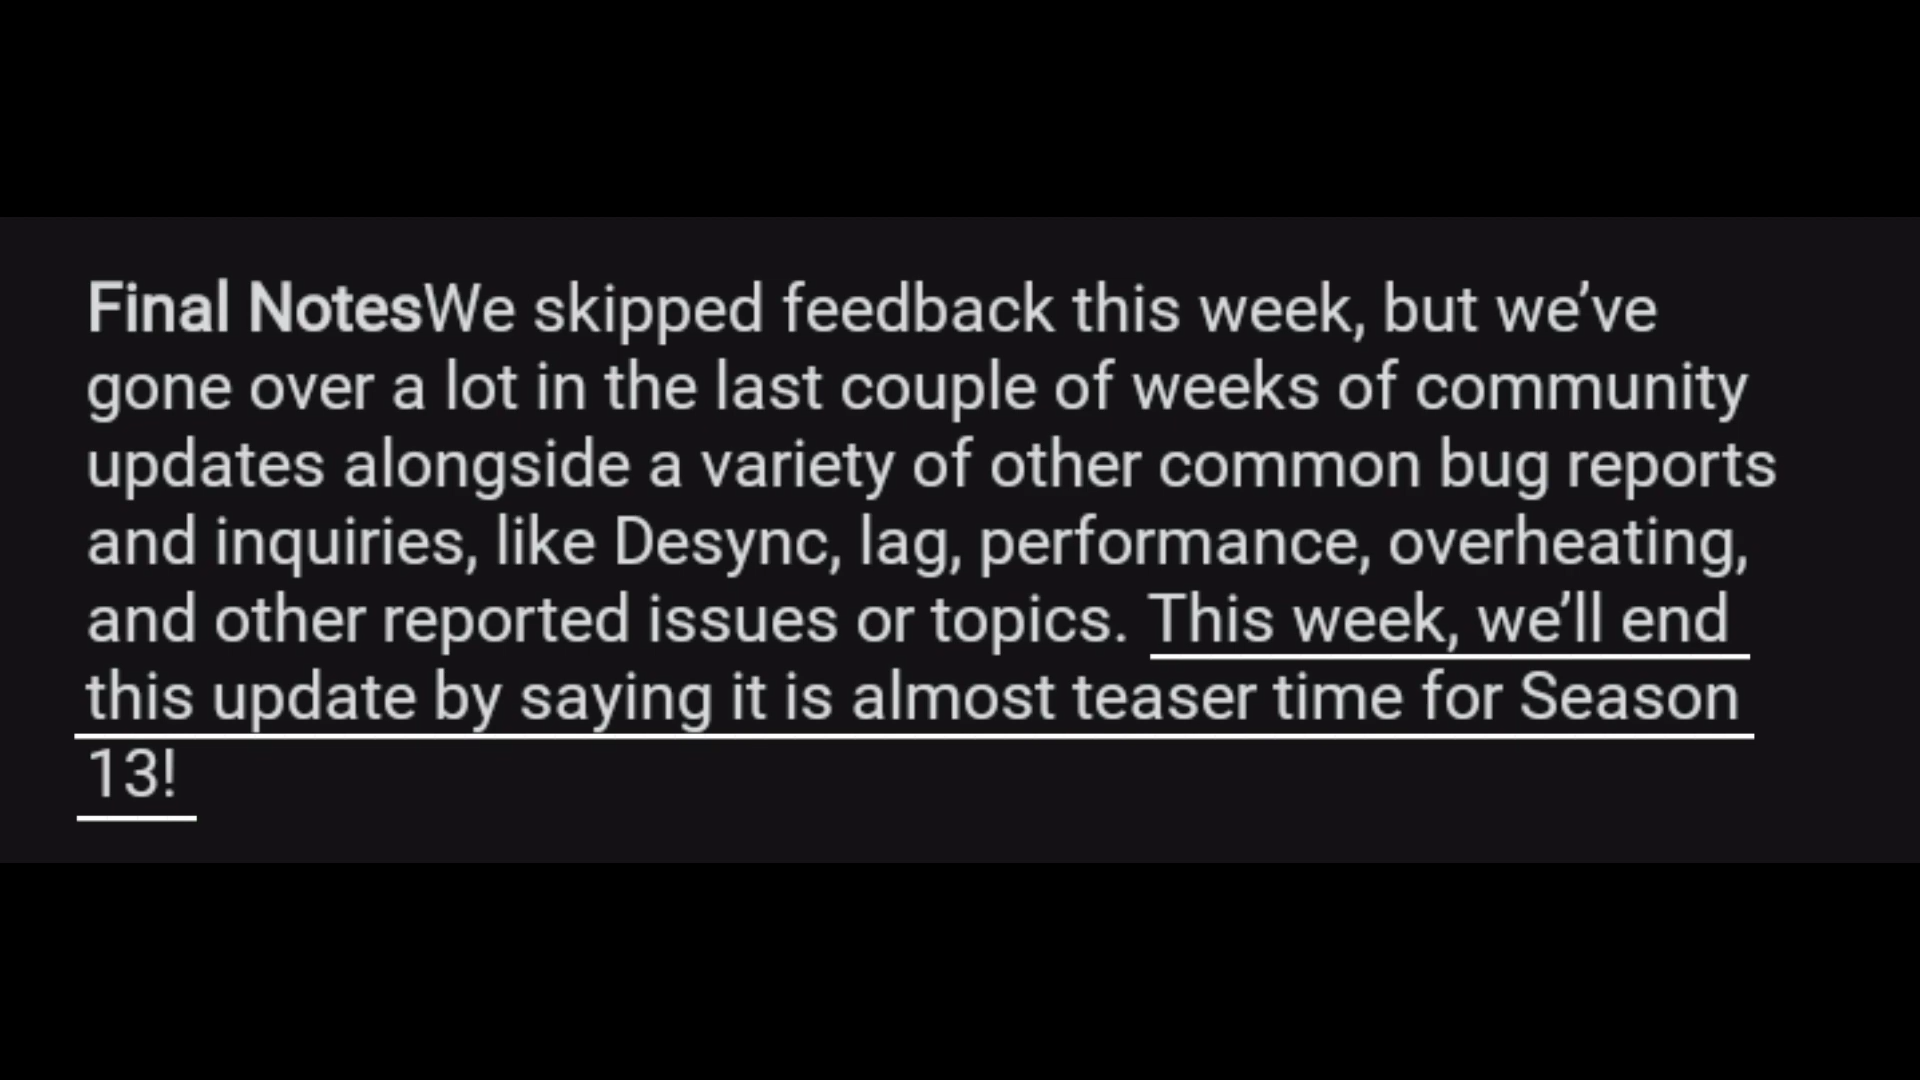 Final NotesWe skipped feedback this week, but we’ve
gone over a lot in the last couple of weeks of community
updates alongside a variety of other common bug reports
and inquiries, like Desync, lag, performance, overheating,
and other reported issues or topics. This week, we’ll end
this update by saying it is almost teaser time for Season
13!